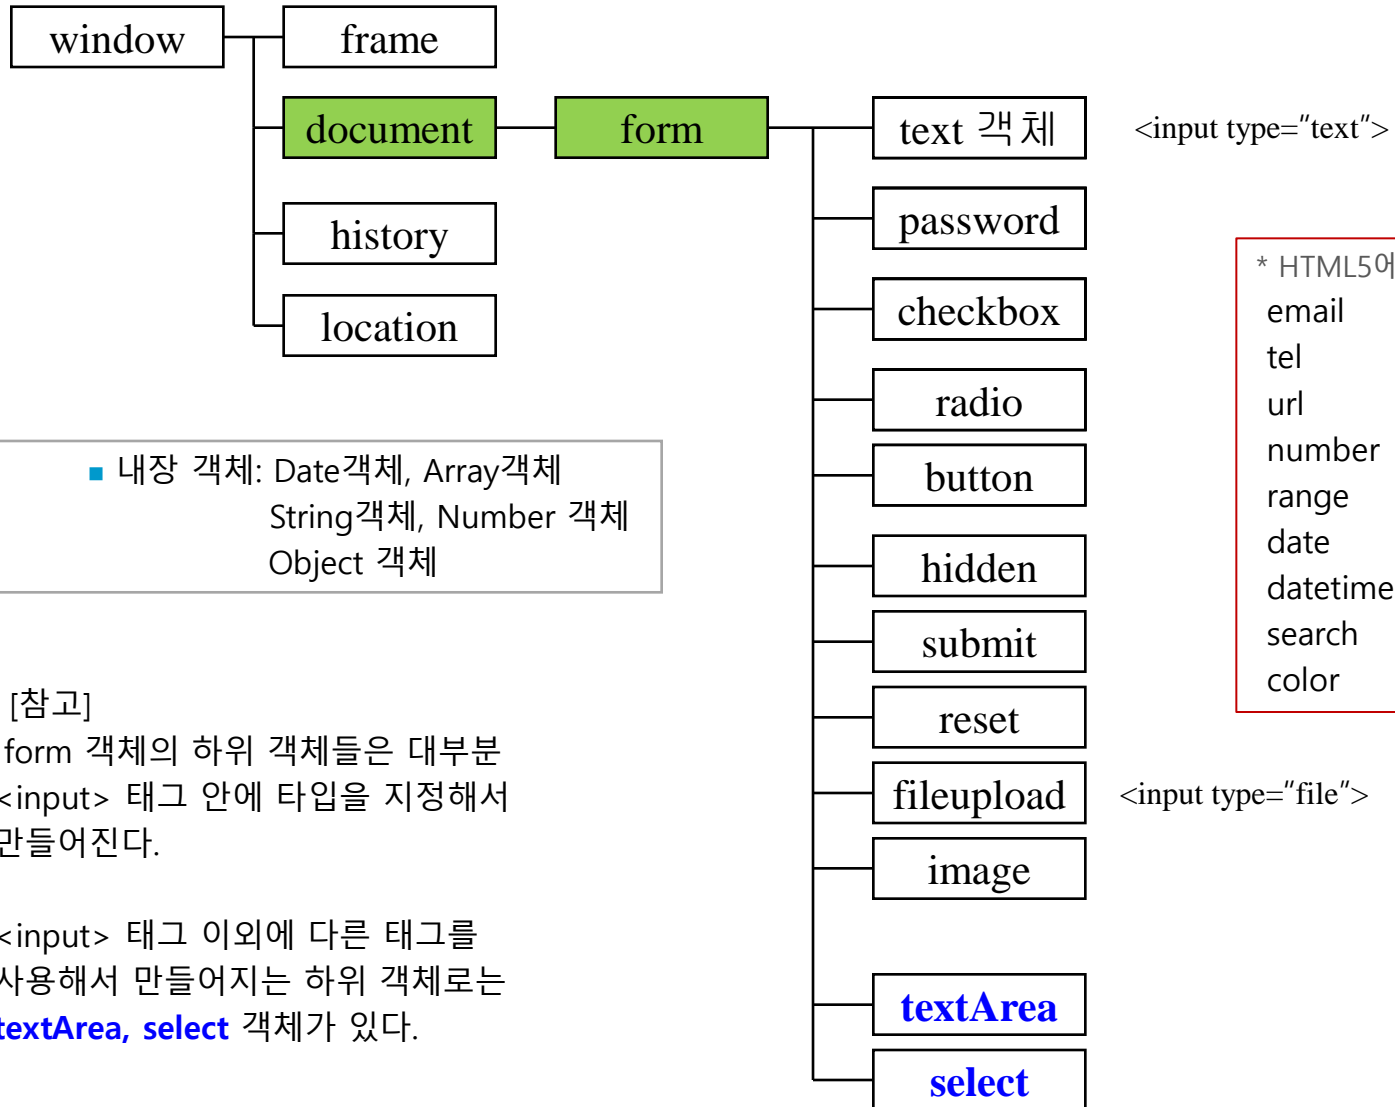 window
frame
document
form
history
location
text 객체
<input type="text">
password
checkbox
radio
button
hidden
submit
reset
fileupload
<input type="file">
image
textArea
select
* HTML5에
email
tel
url
number
range
date
datetime
search
color
▪ 내장 객체: Date객체, Array객체
String객체, Number 객체
Object 객체
[참고]
form 객체의 하위 객체들은 대부분
<input> 태그 안에 타입을 지정해서
만들어진다.
<input> 태그 이외에 다른 태그를
사용해서 만들어지는 하위 객체로는
textArea, select 객체가 있다.